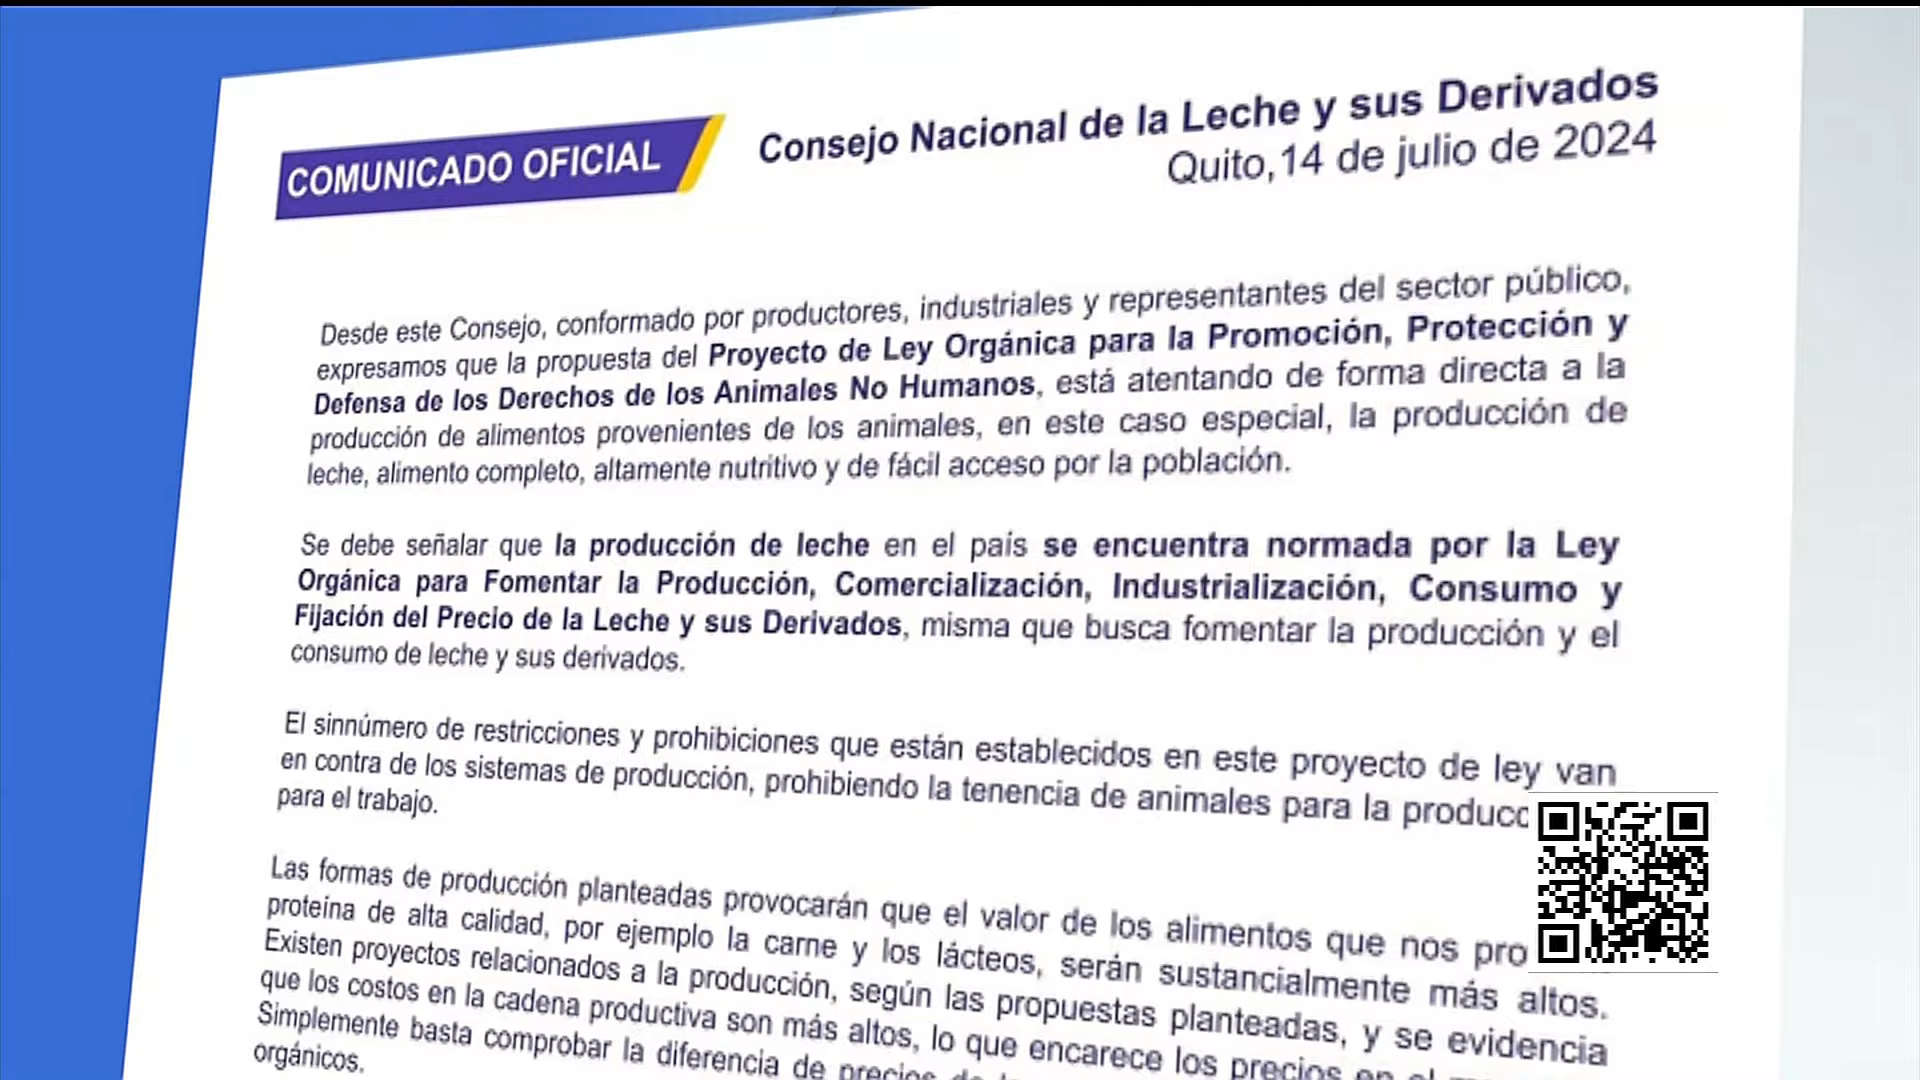 COMUNICADO OFICIAL
Consejo Nacional de la Leche y sus Derivados
Quito,14 de julio de 2024
Desde este Consejo, conformado por productores, industriales y representantes del sector público,
expresamos que la propuesta del Proyecto de Ley Orgánica para la Promoción, Protección y
Defensa de los Derechos de los Animales No Humanos, está atentando de forma directa a la
producción de alimentos provenientes de los animales, en este caso especial, la producción de
leche, alimento completo, altamente nutritivo y de fácil acceso por la población.
Se debe señalar que la producción de leche en el país se encuentra normada por la Ley
Orgánica para Fomentar la Producción, Comercialización, Industrialización, Consumo y
Fijación del Precio de la Leche y sus Derivados, misma que busca fomentar la producción y el
consumo de leche y sus derivados.
El sinnúmero de restricciones y prohibiciones que están establecidos en este proyecto de ley van
en contra de los sistemas de producción, prohibiendo la tenencia de animales para la producc
para el trabajo.
Las formas de producción planteadas provocarán que el valor de los alimentos que nos pro
proteína de alta calidad, por ejemplo la carne y los lácteos, serán sustancialmente más altos.
Existen proyectos relacionados a la producción, según las propuestas planteadas, y se evidencia
que los costos en la cadena productiva son más altos, lo que encarece los precios en el
Simplemente basta comprobar la diferencia de precios de
orgánicos.